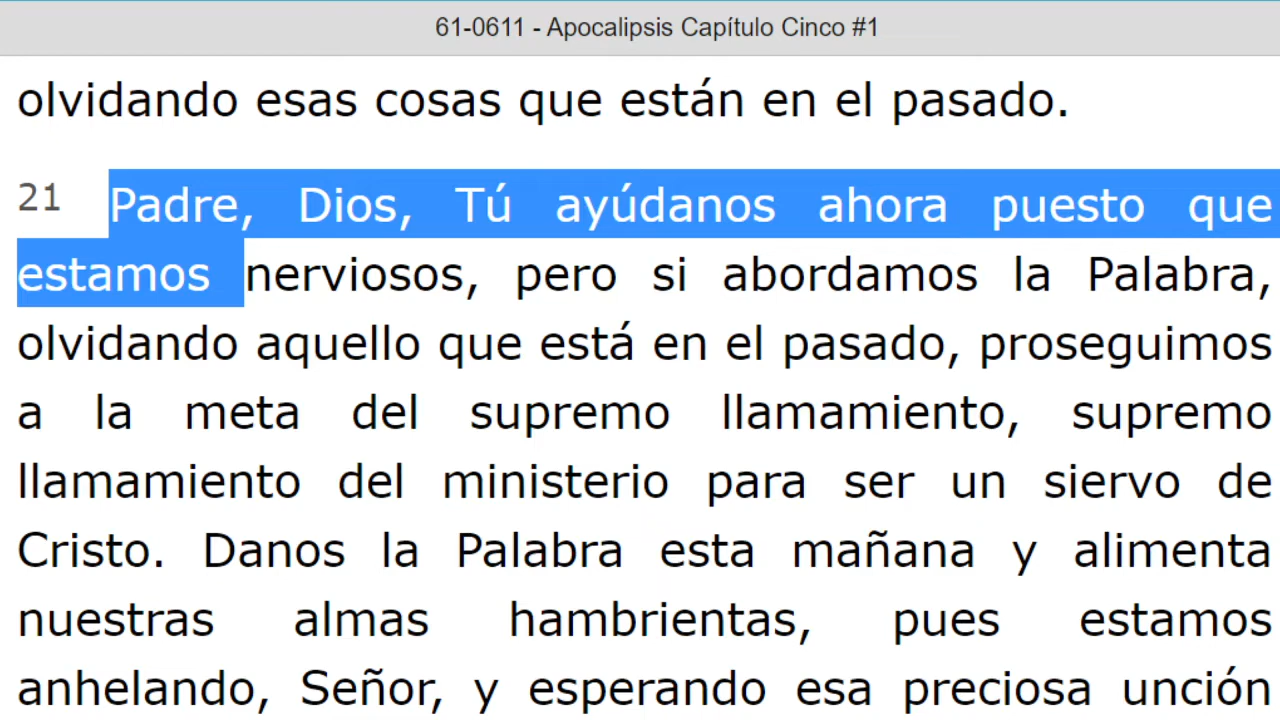 61-0611 - Apocalipsis Capítulo Cinco #1
olvidando esas cosas que están en el pasado.
21 Padre, Dios, Tú ayúdanos ahora puesto que
estamos nerviosos, pero si abordamos la Palabra,
olvidando aquello que está en el pasado, proseguimos
a la meta del supremo llamamiento, supremo
llamamiento del ministerio para ser un siervo de
Cristo. Danos la Palabra esta mañana y alimenta
nuestras almas hambrientas, pues estamos
anhelando, Señor, y esperando esa preciosa unción